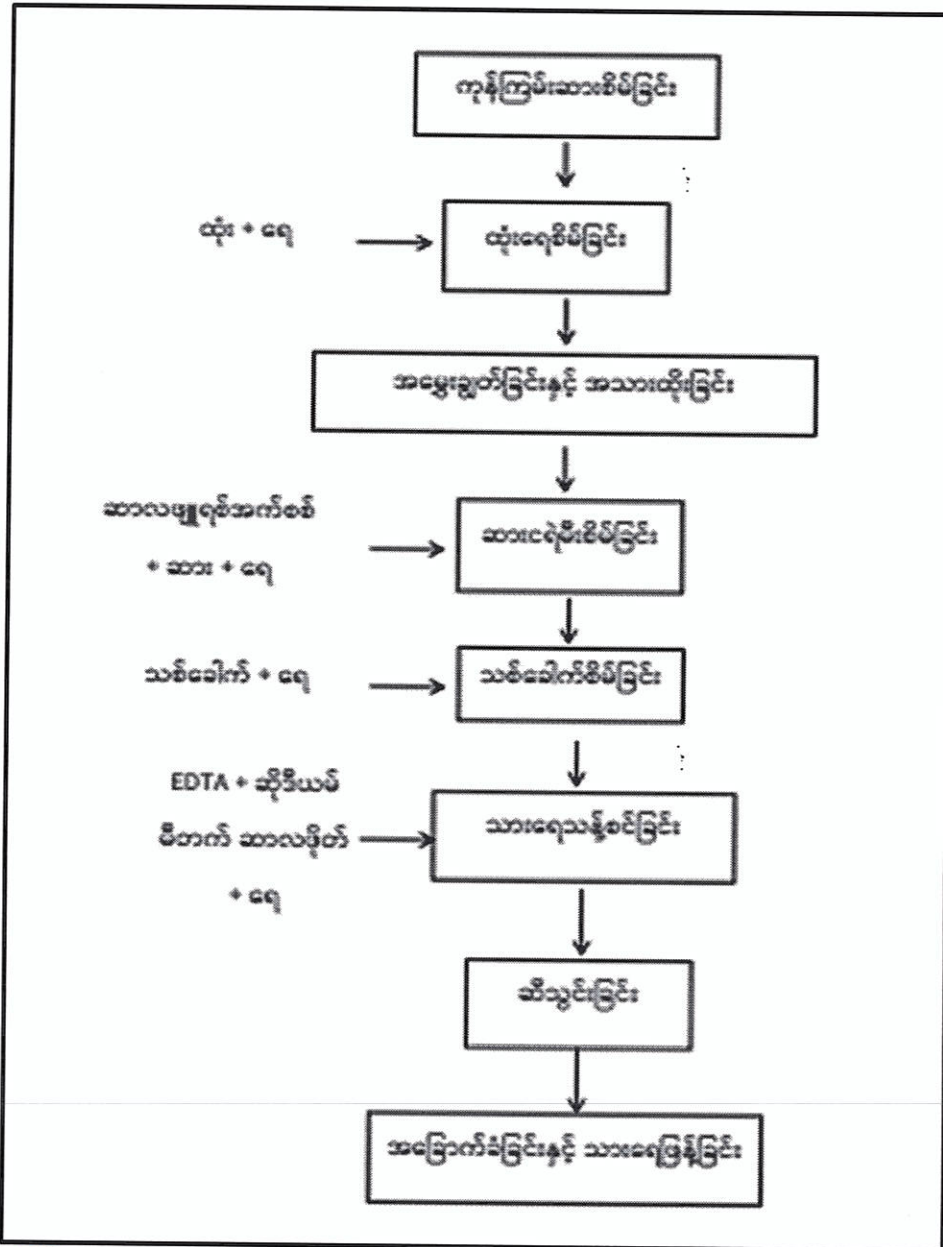 ကုန်ကြမ်းဆားစိမ်ခြင်း
ထုံး + ရေ
ထုံးရေစိမ်ခြင်း
အမွှေးချွတ်ခြင်းနှင့် အသားထိုးခြင်း
ဆာလဖျူရစ်အက်စစ်
+ ဆား + ရေ
ဆားငရဲမီးစိမ်ခြင်း
သစ်ခေါက် + ရေ
သစ်ခေါက်စိမ်ခြင်း
EDTA + ဆိုဒီယမ်
မီတက် ဆာလဖိုတ်
+ ရေ
သားရေသန့်စင်ခြင်း
ဆီသွင်းခြင်း
အခြောက်ခံခြင်းနှင့် သားရေဖြန့်ခြင်း